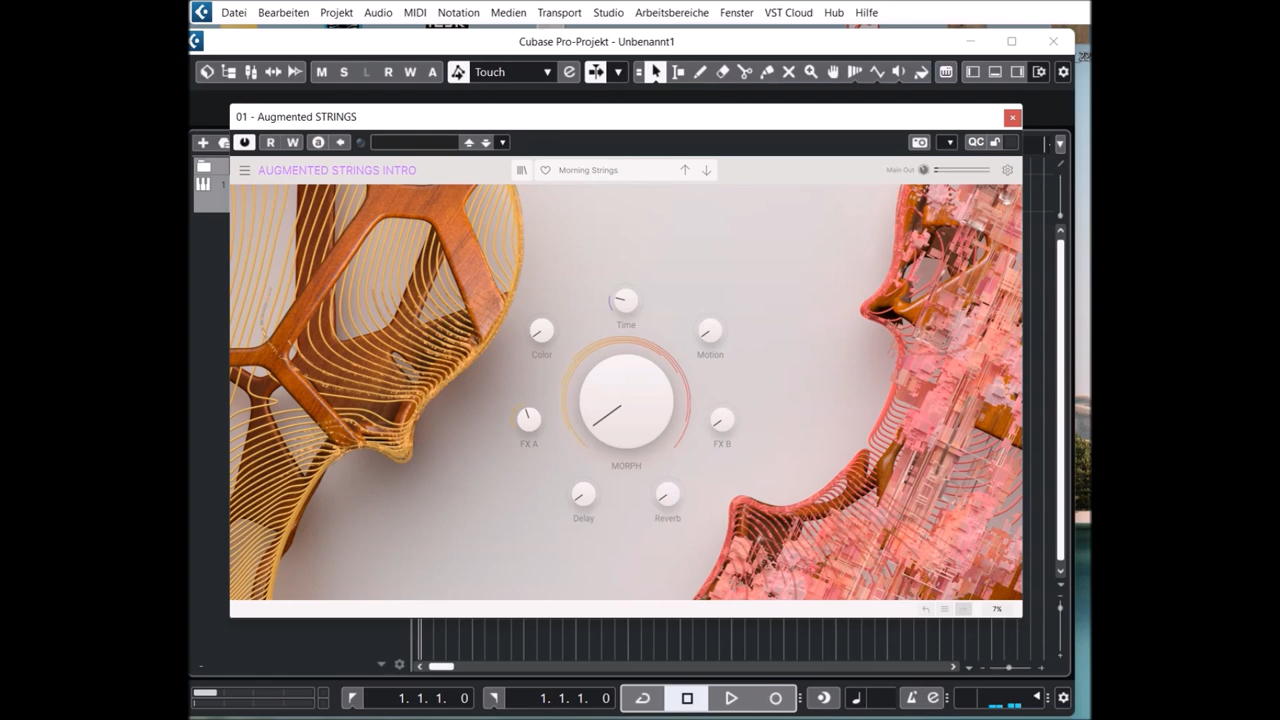 Datei Bearbeiten Projekt Audio MIDI Notation Medien Transport Studio Arbeitsbereiche Fenster VST Cloud Hub Hilfe
Cubase Pro-Projekt - Unbenannt1
M S L R W A Touch
01 - Augmented STRINGS
R W QC
AUGMENTED STRINGS INTRO Morning Strings Main Out
1
Time
Color Motion
FX A FX B
MORPH
Delay Reverb
7%
1. 1. 1. 0 1. 1. 1. 0